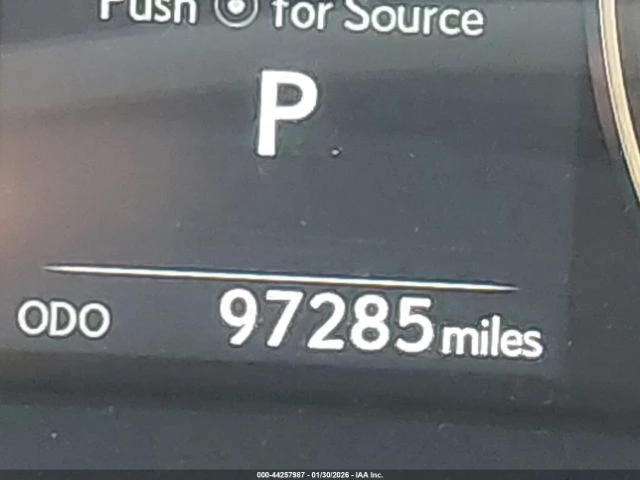 Push for Source
P
ODO 97285 miles
000-44257987 - 01/30/2026 - IAA Inc.